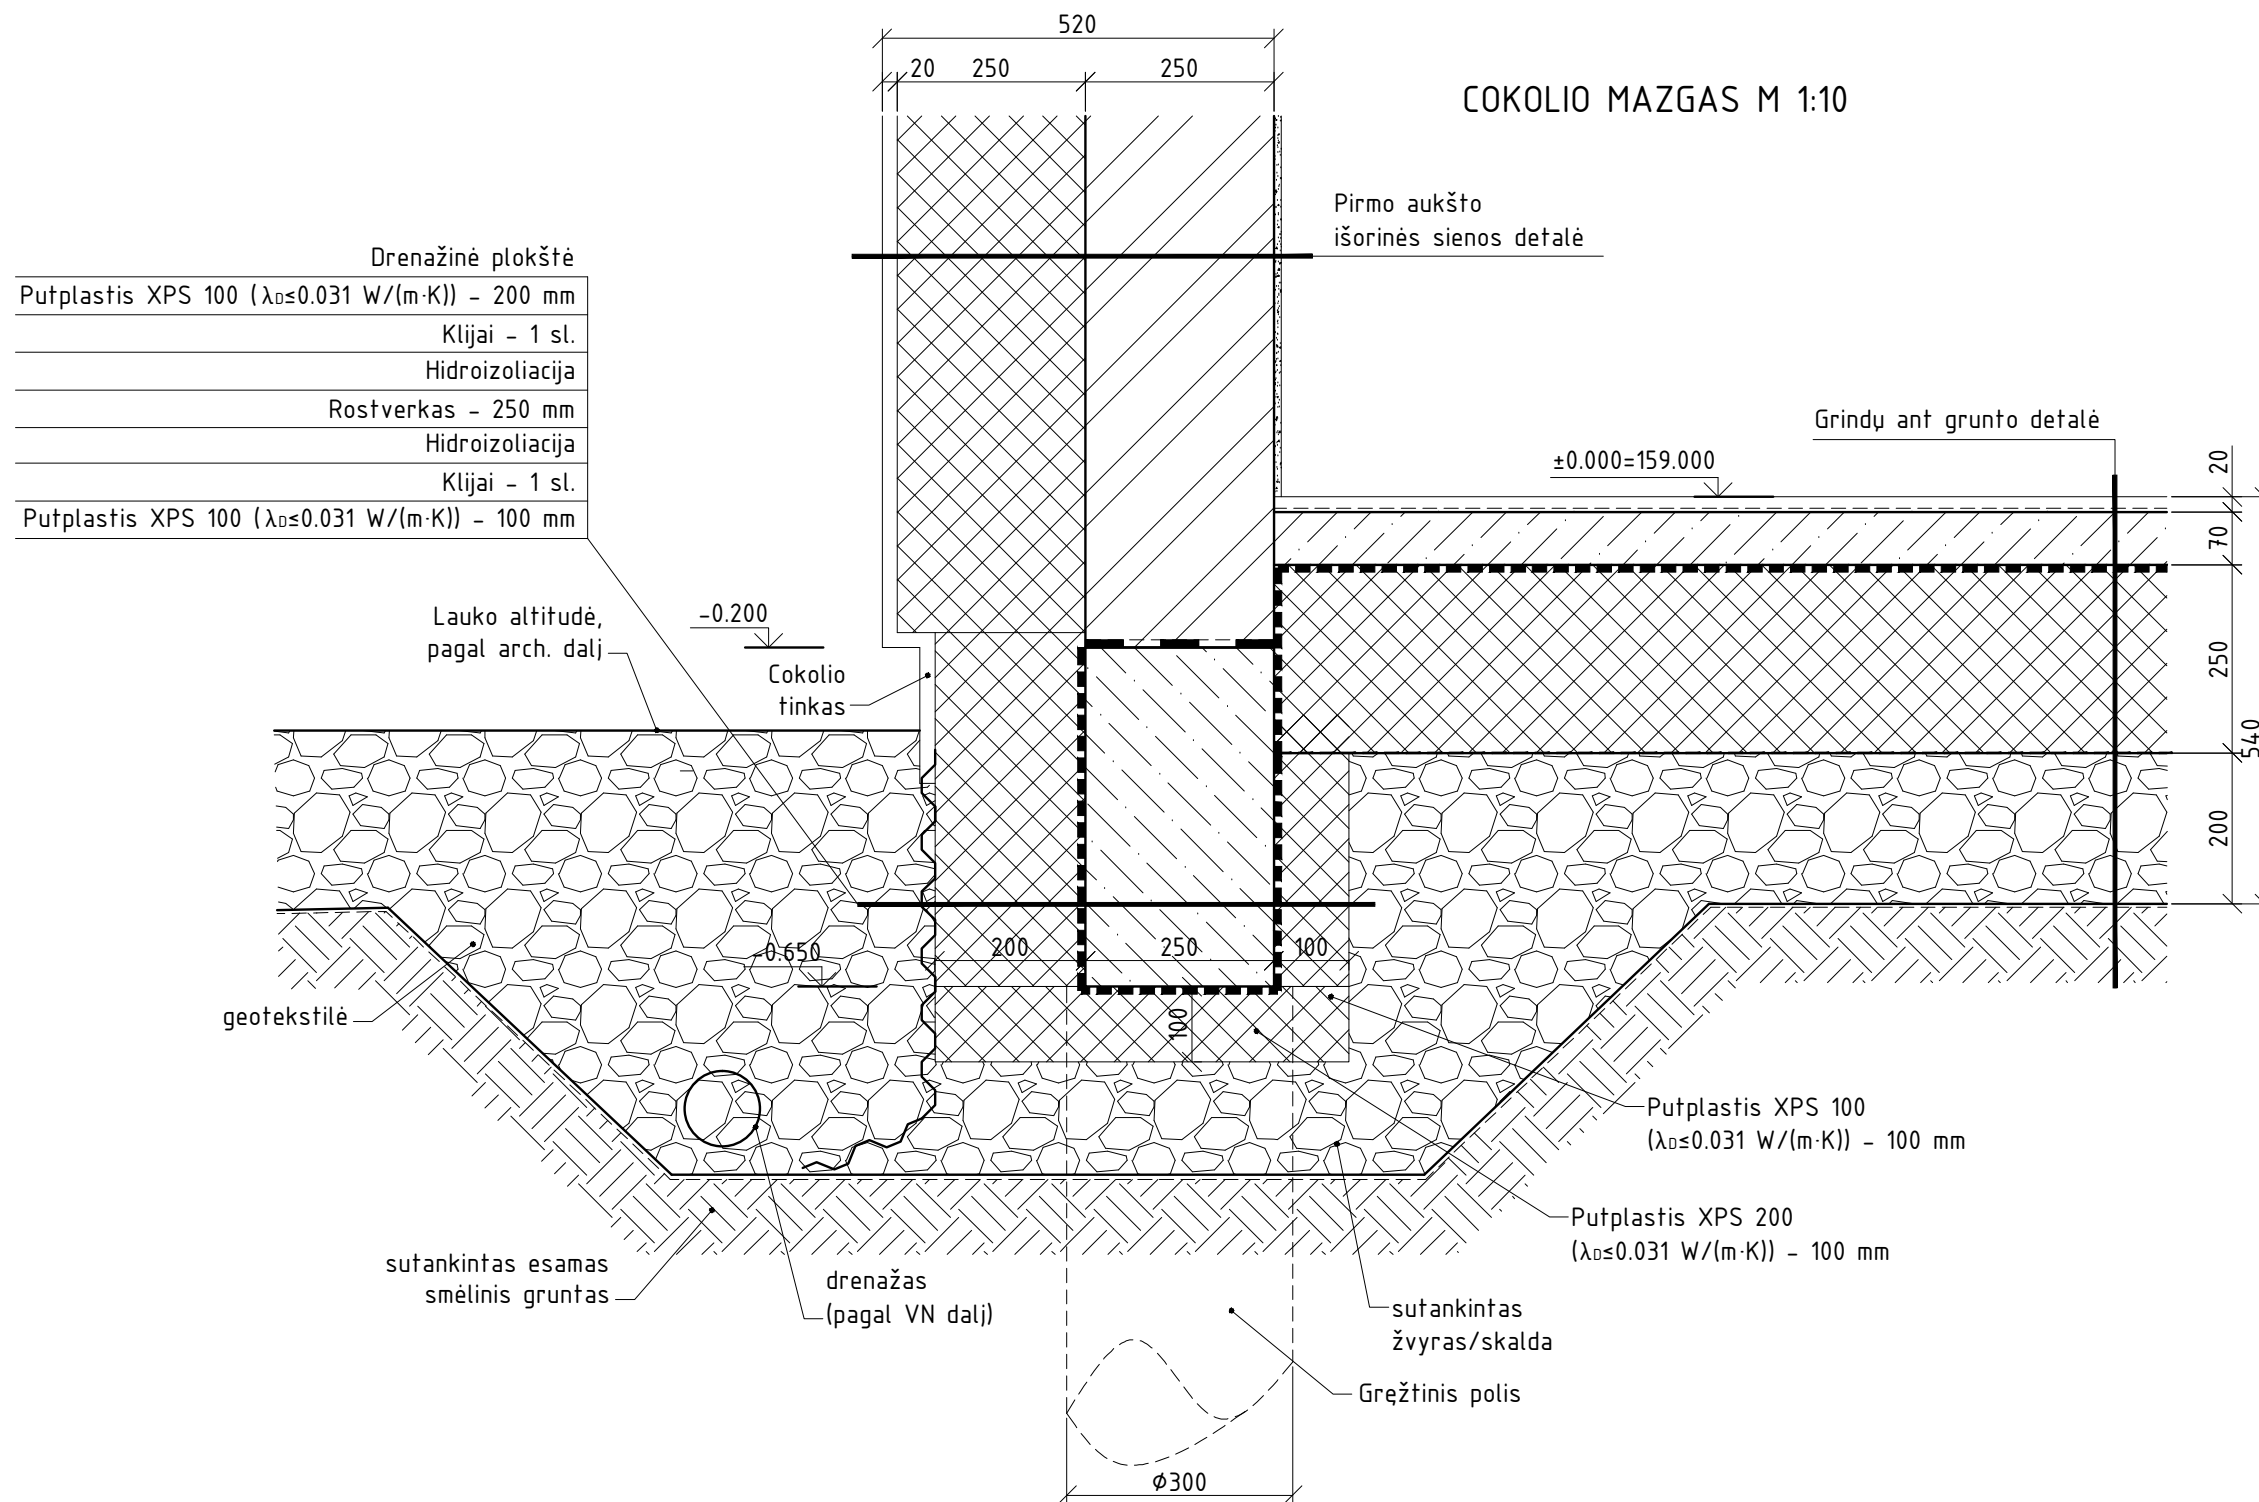 520
20 250 250
COKOLIO MAZGAS M 1:10
Pirmo aukšto
išorinės sienos detalė
Drenažinė plokštė
Putplastis XPS 100 (λD≤0.031 W/(m·K)) - 200 mm
Klijai - 1 sl.
Hidroizoliacija
Rostverkas - 250 mm
Hidroizoliacija
Klijai - 1 sl.
Putplastis XPS 100 (λD≤0.031 W/(m·K)) - 100 mm
Grindų ant grunto detalė
±0.000=159.000
20
70
250
540
200
Lauko altitudė,
pagal arch. dalį
-0.200
Cokolio
tinkas
-0.650
200 250 100
100
geotekstilė
Putplastis XPS 100
(λD≤0.031 W/(m·K)) - 100 mm
Putplastis XPS 200
(λD≤0.031 W/(m·K)) - 100 mm
sutankintas esamas
smėlinis gruntas
drenažas
(pagal VN dalį)
sutankintas
žvyras/skalda
Gręžtinis polis
Ø300